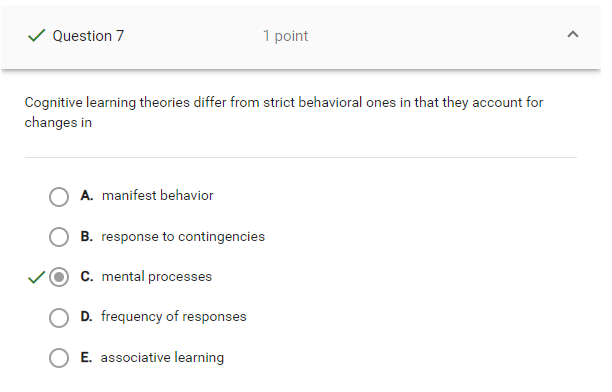 Question 7 1 point
Cognitive learning theories differ from strict behavioral ones in that they account for
changes in
A. manifest behavior
B. response to contingencies
C. mental processes
D. frequency of responses
E. associative learning